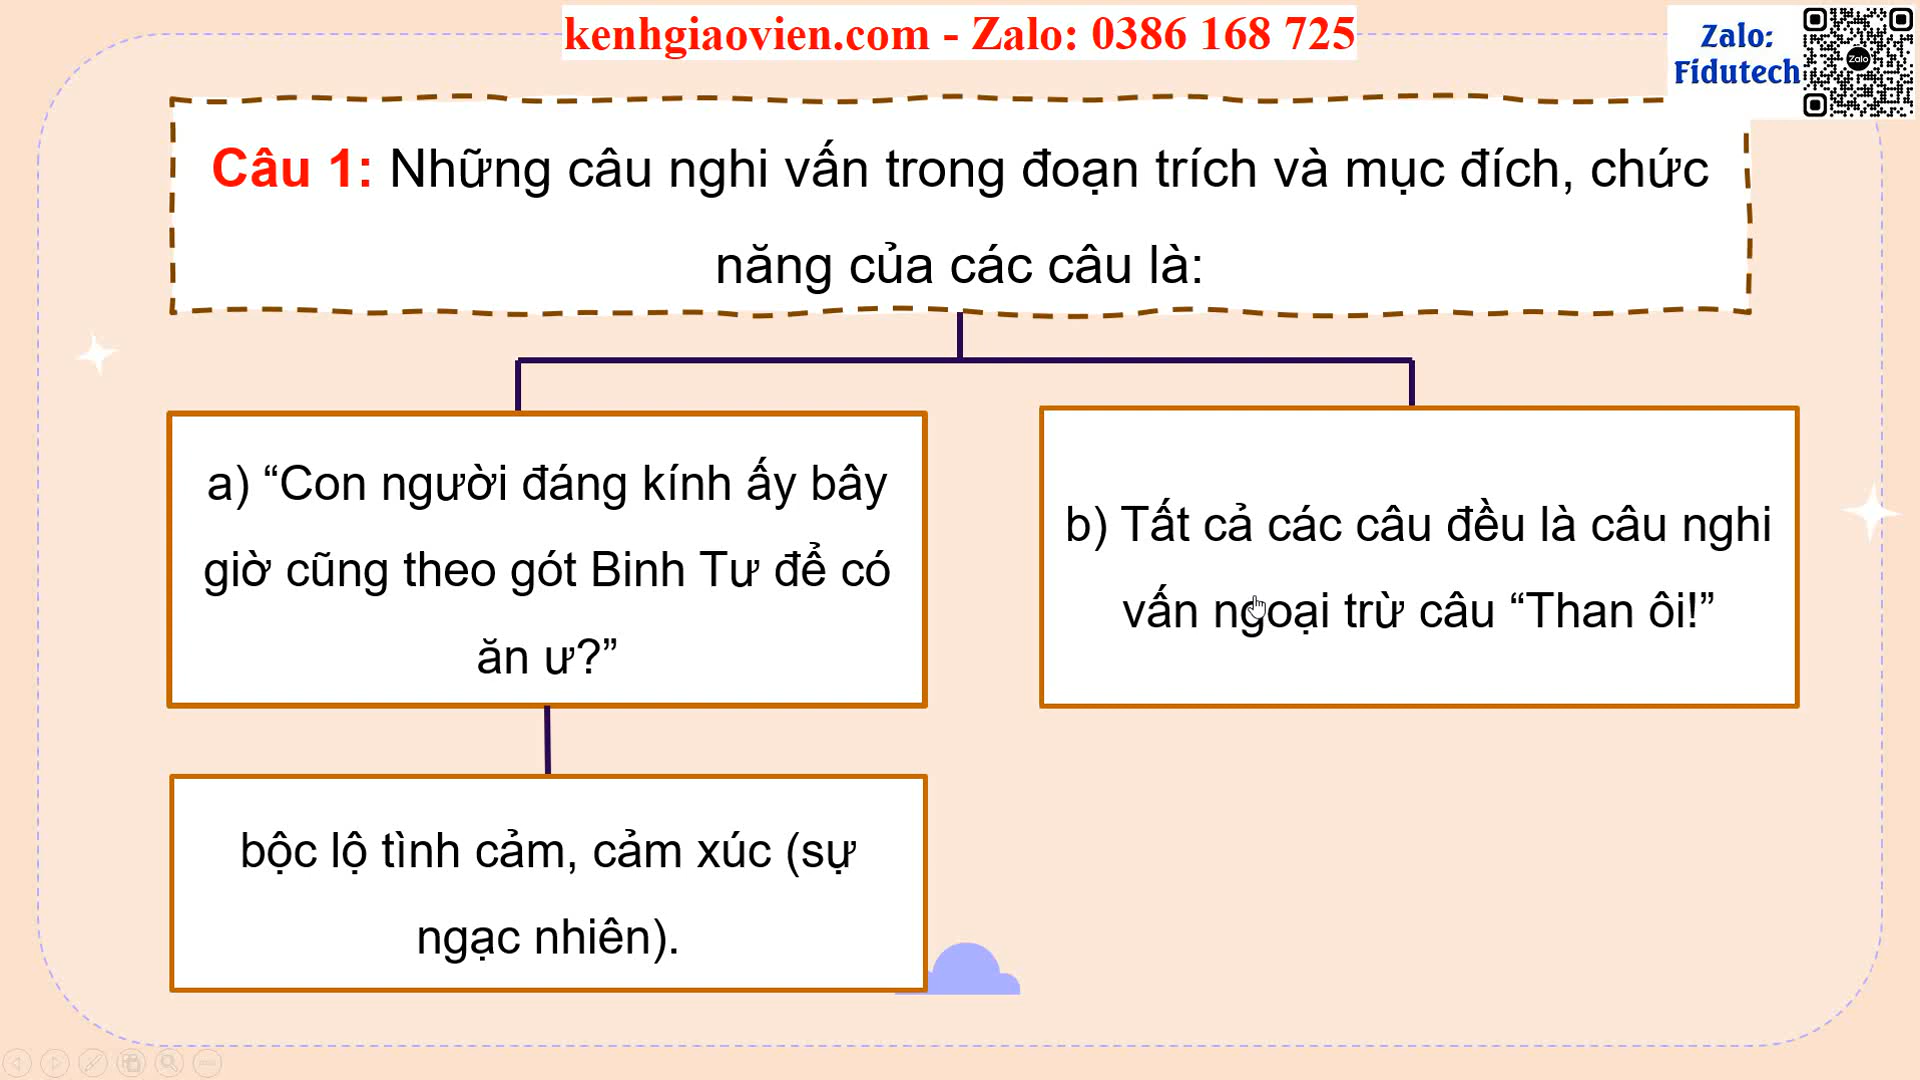 kenhgiaovien.com - Zalo: 0386 168 725
Zalo:
Fidutech
Zalo
Câu 1: Những câu nghi vấn trong đoạn trích và mục đích, chức
năng của các câu là:
a) “Con người đáng kính ấy bây
giờ cũng theo gót Binh Tư để có
ăn ư?”
b) Tất cả các câu đều là câu nghi
vấn ngoại trừ câu “Than ôi!”
bộc lộ tình cảm, cảm xúc (sự
ngạc nhiên).